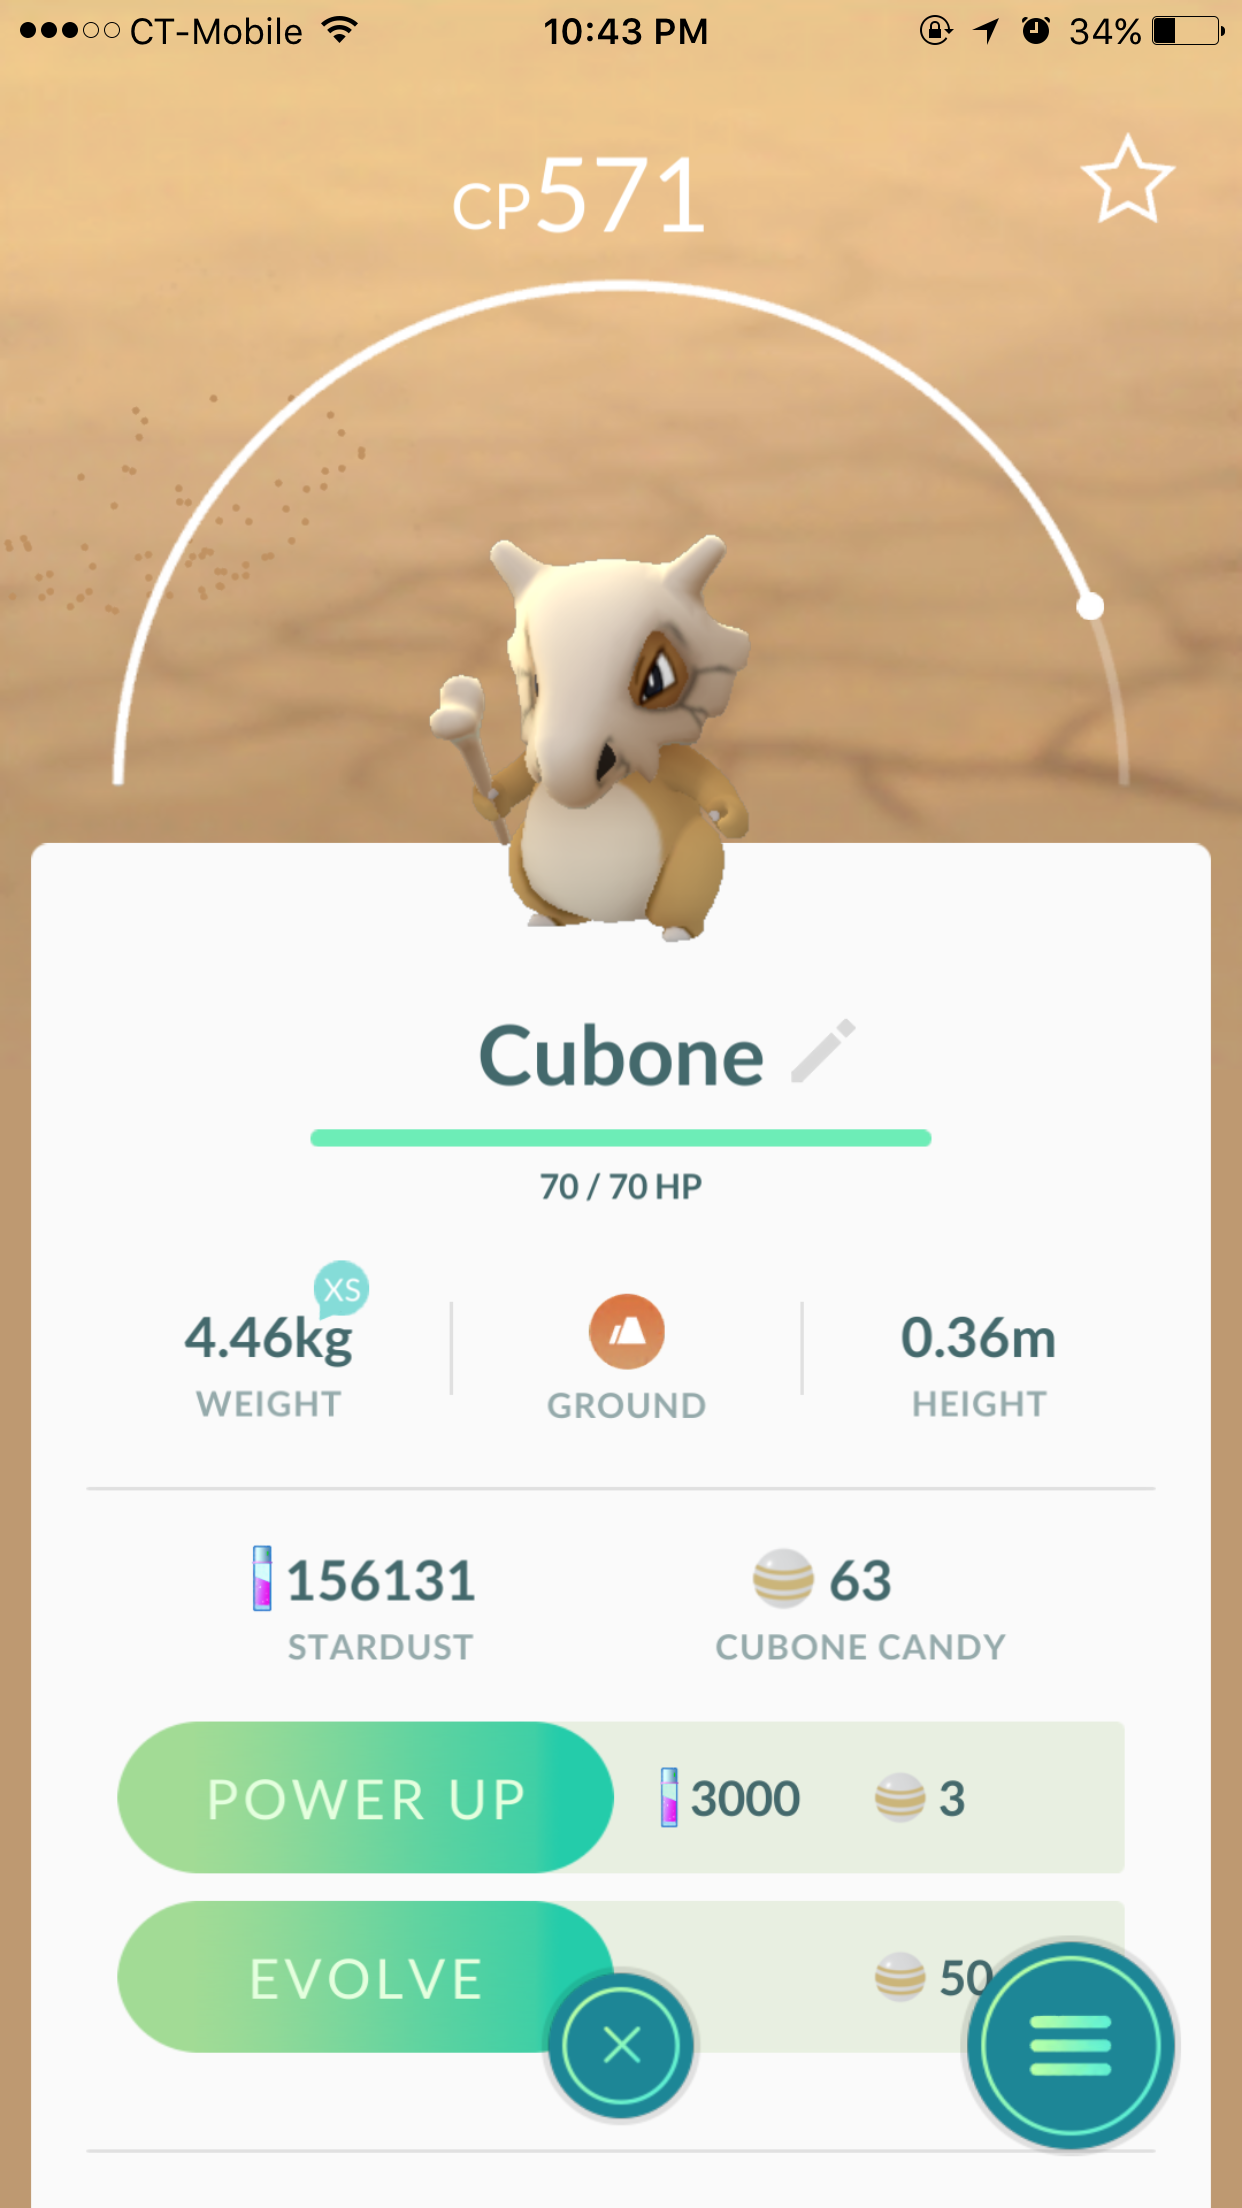 CT-Mobile 10:43 PM 34%
CP571
Cubone
70 / 70 HP
XS
4.46kg 0.36m
WEIGHT GROUND HEIGHT
156131 63
STARDUST CUBONE CANDY
POWER UP 3000 3
EVOLVE 50